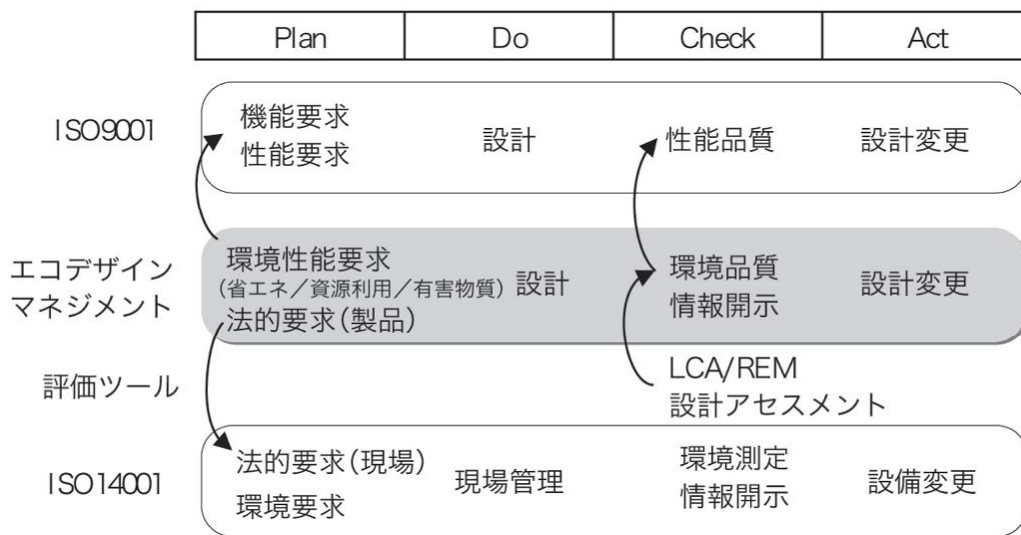 Plan Do Check Act
ISO9001
機能要求
性能要求
設計
性能品質
設計変更
エコデザイン
マネジメント
環境性能要求
(省エネ／資源利用／有害物質)
法的要求(製品)
設計
環境品質
情報開示
設計変更
評価ツール
LCA/REM
設計アセスメント
ISO14001
法的要求(現場)
環境要求
現場管理
環境測定
情報開示
設備変更